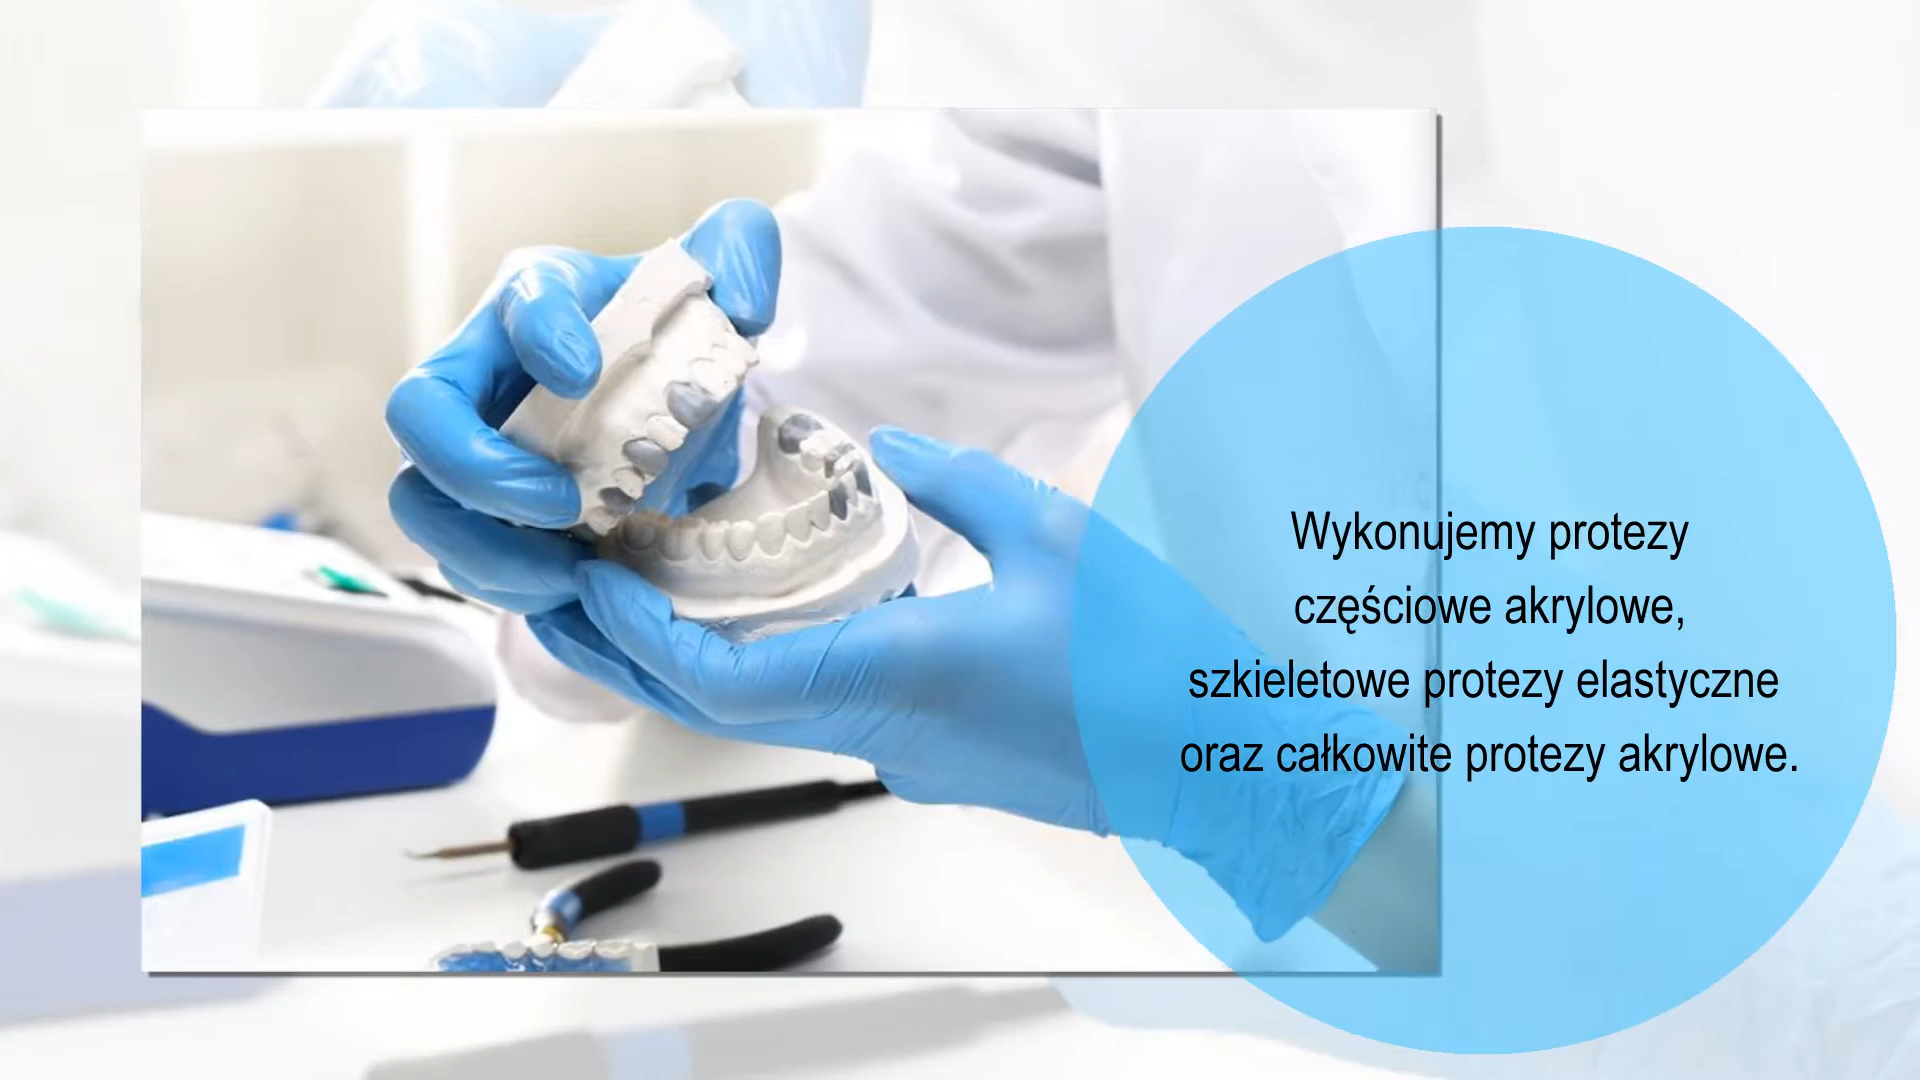 Wykonujemy protezy
częściowe akrylowe,
szkieletowe protezy elastyczne
oraz całkowite protezy akrylowe.